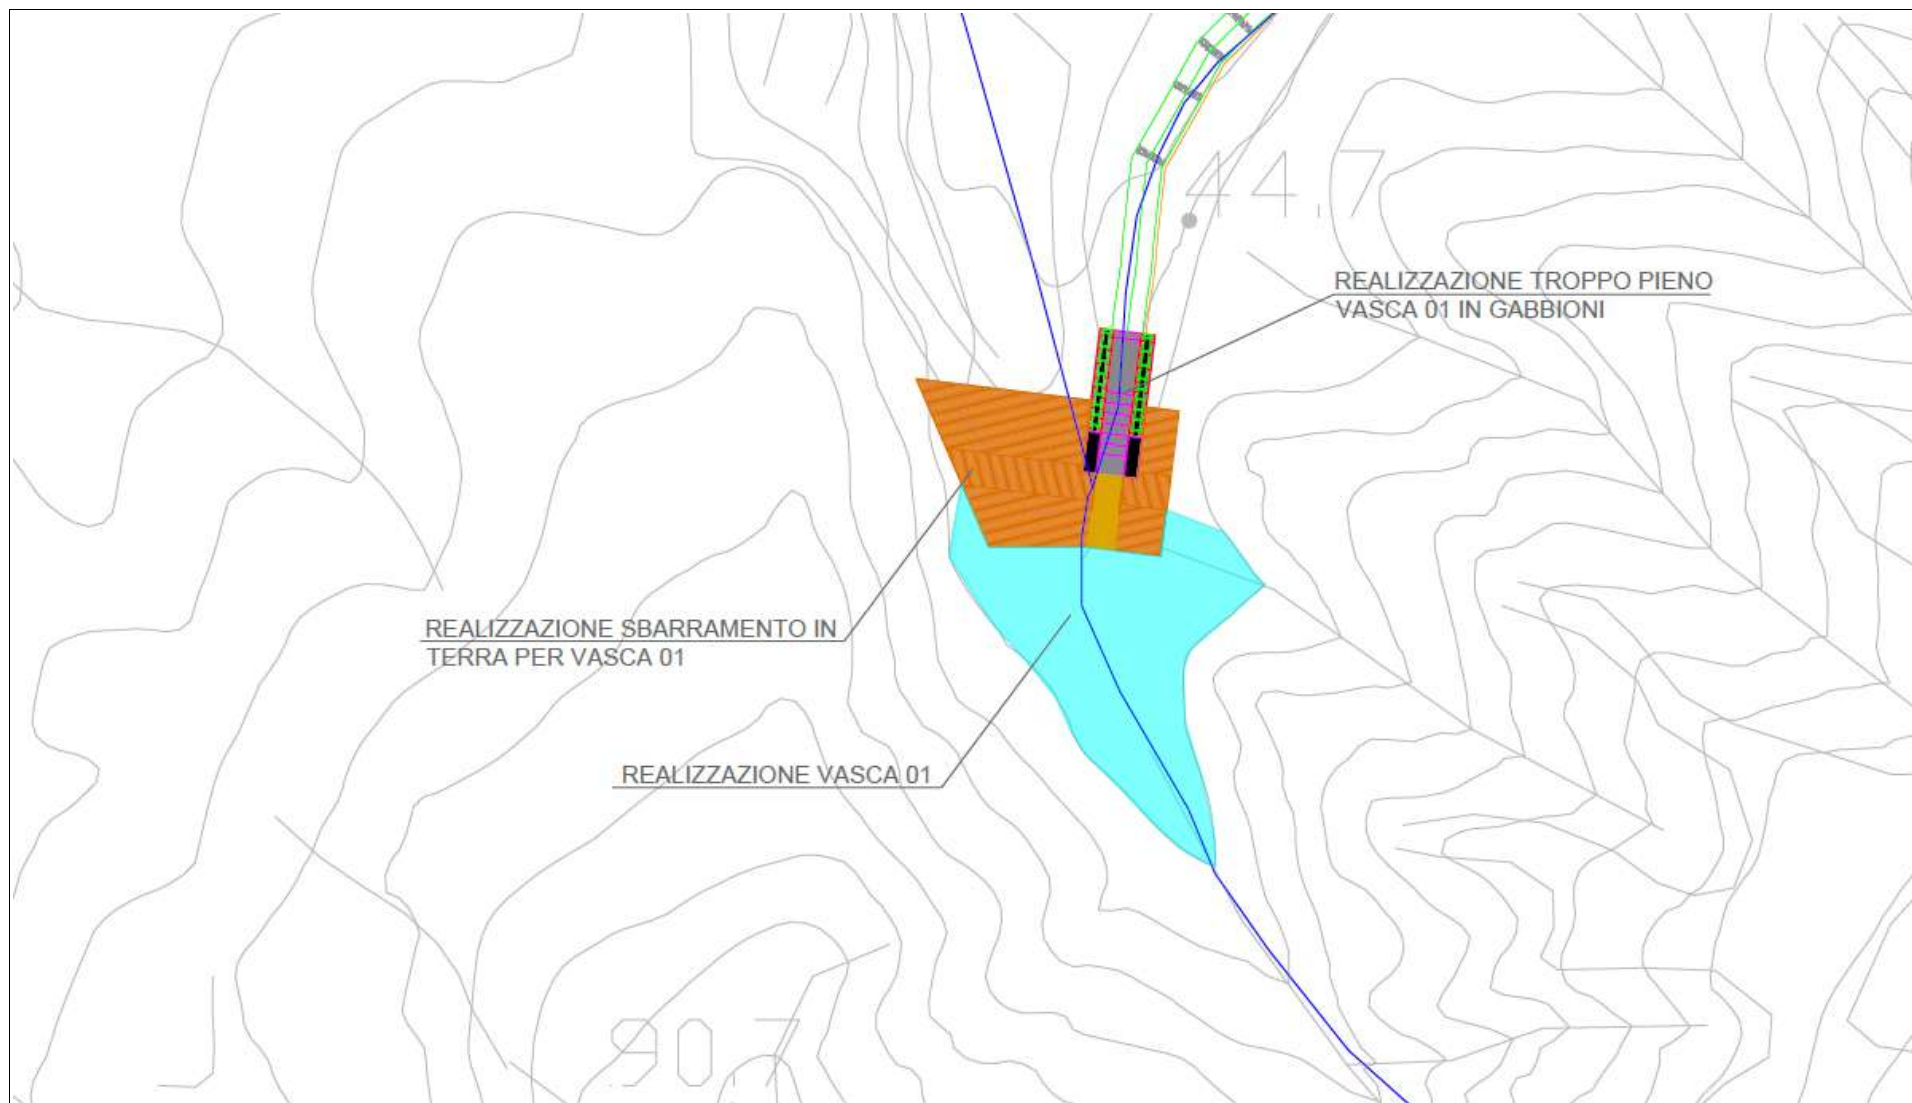 44.7
REALIZZAZIONE TROPPO PIENO
VASCA 01 IN GABBIONI
REALIZZAZIONE SBARRAMENTO IN
TERRA PER VASCA 01
REALIZZAZIONE VASCA 01
90.7